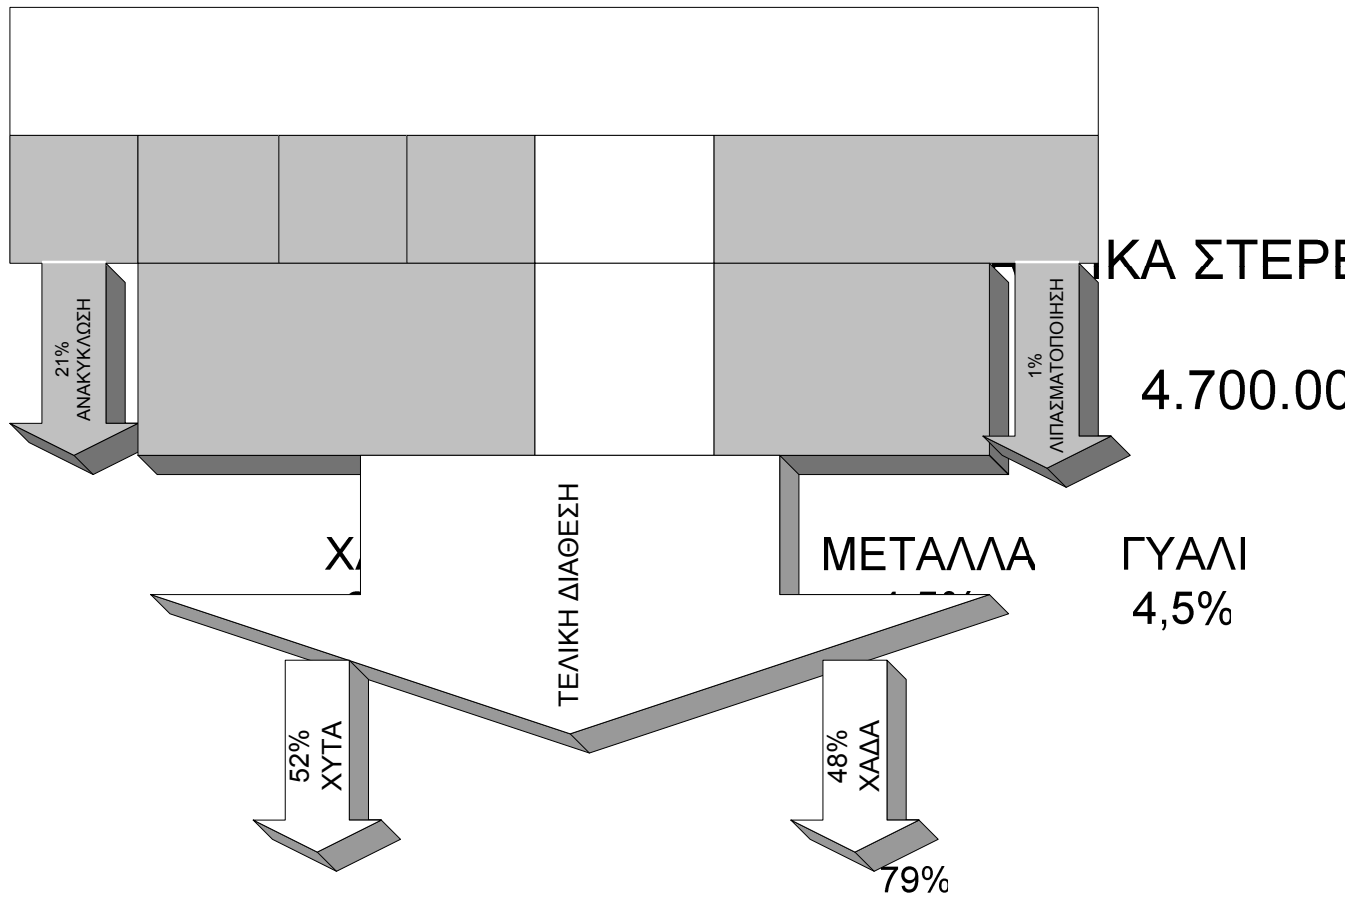 ΚΑ ΣΤΕΡΕ
4.700.00
21%
ΑΝΑΚΥΚΛΩΣΗ
1%
ΛΙΠΑΣΜΑΤΟΠΟΙΗΣΗ
ΤΕΛΙΚΗ ΔΙΑΘΕΣΗ
ΜΕΤΑΛΛΑ
ΓΥΑΛΙ
4,5%
52%
ΧΥΤΑ
48%
ΧΑΔΑ
79%